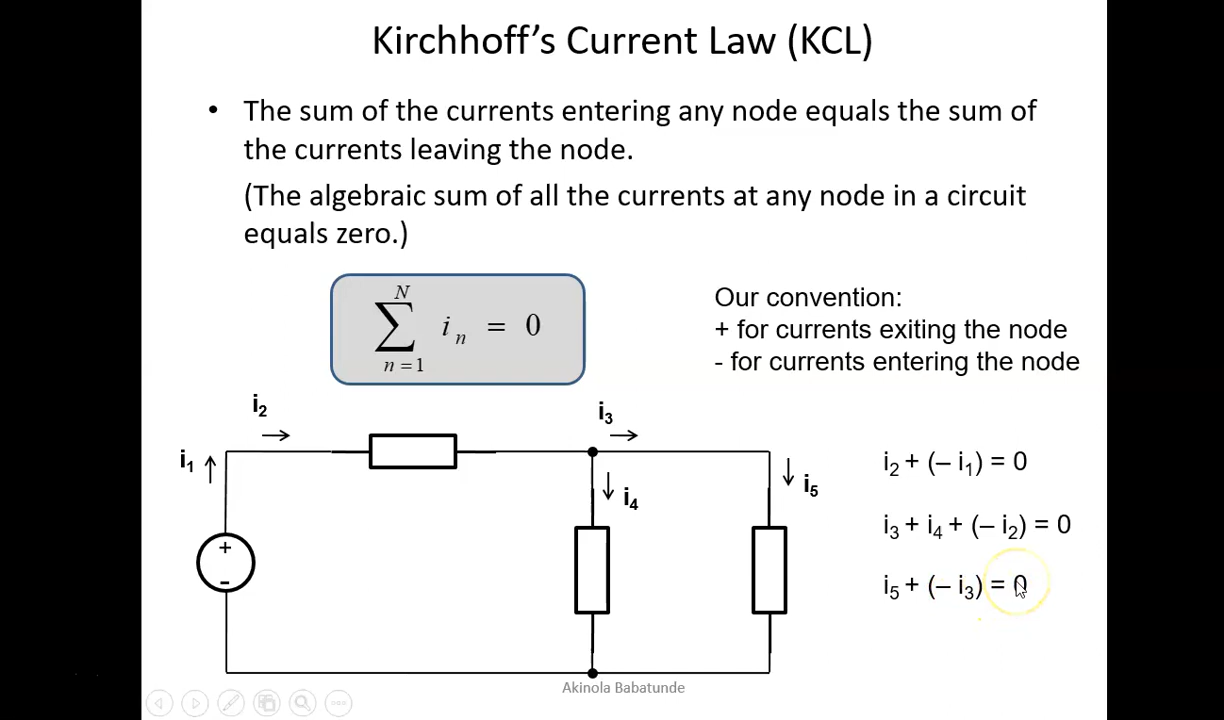 Kirchhoff’s Current Law (KCL)
• The sum of the currents entering any node equals the sum of
the currents leaving the node.
(The algebraic sum of all the currents at any node in a circuit
equals zero.)
N
∑ i n = 0
n = 1
Our convention:
+ for currents exiting the node
- for currents entering the node
i2
i3
i1
i4
i5
+
-
i2 + (– i1) = 0
i3 + i4 + (– i2) = 0
i5 + (– i3) = 0
Akinola Babatunde